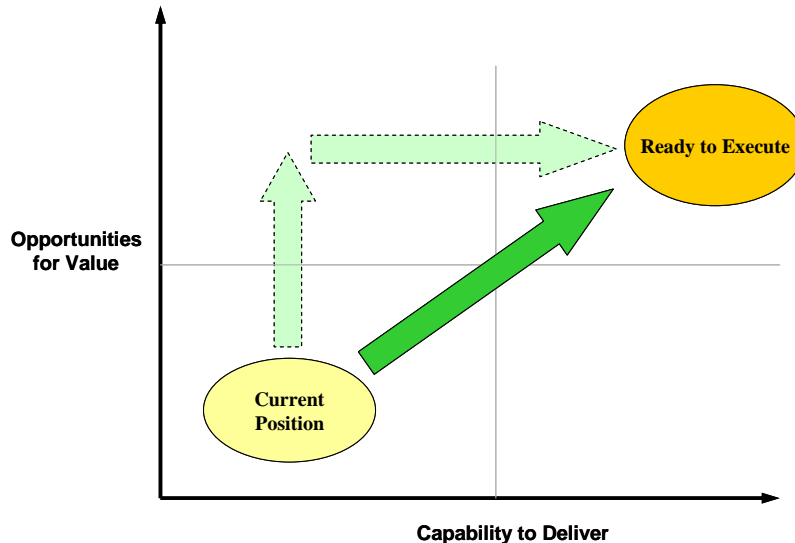 Ready to Execute
Opportunities
for Value
Current
Position
Capability to Deliver